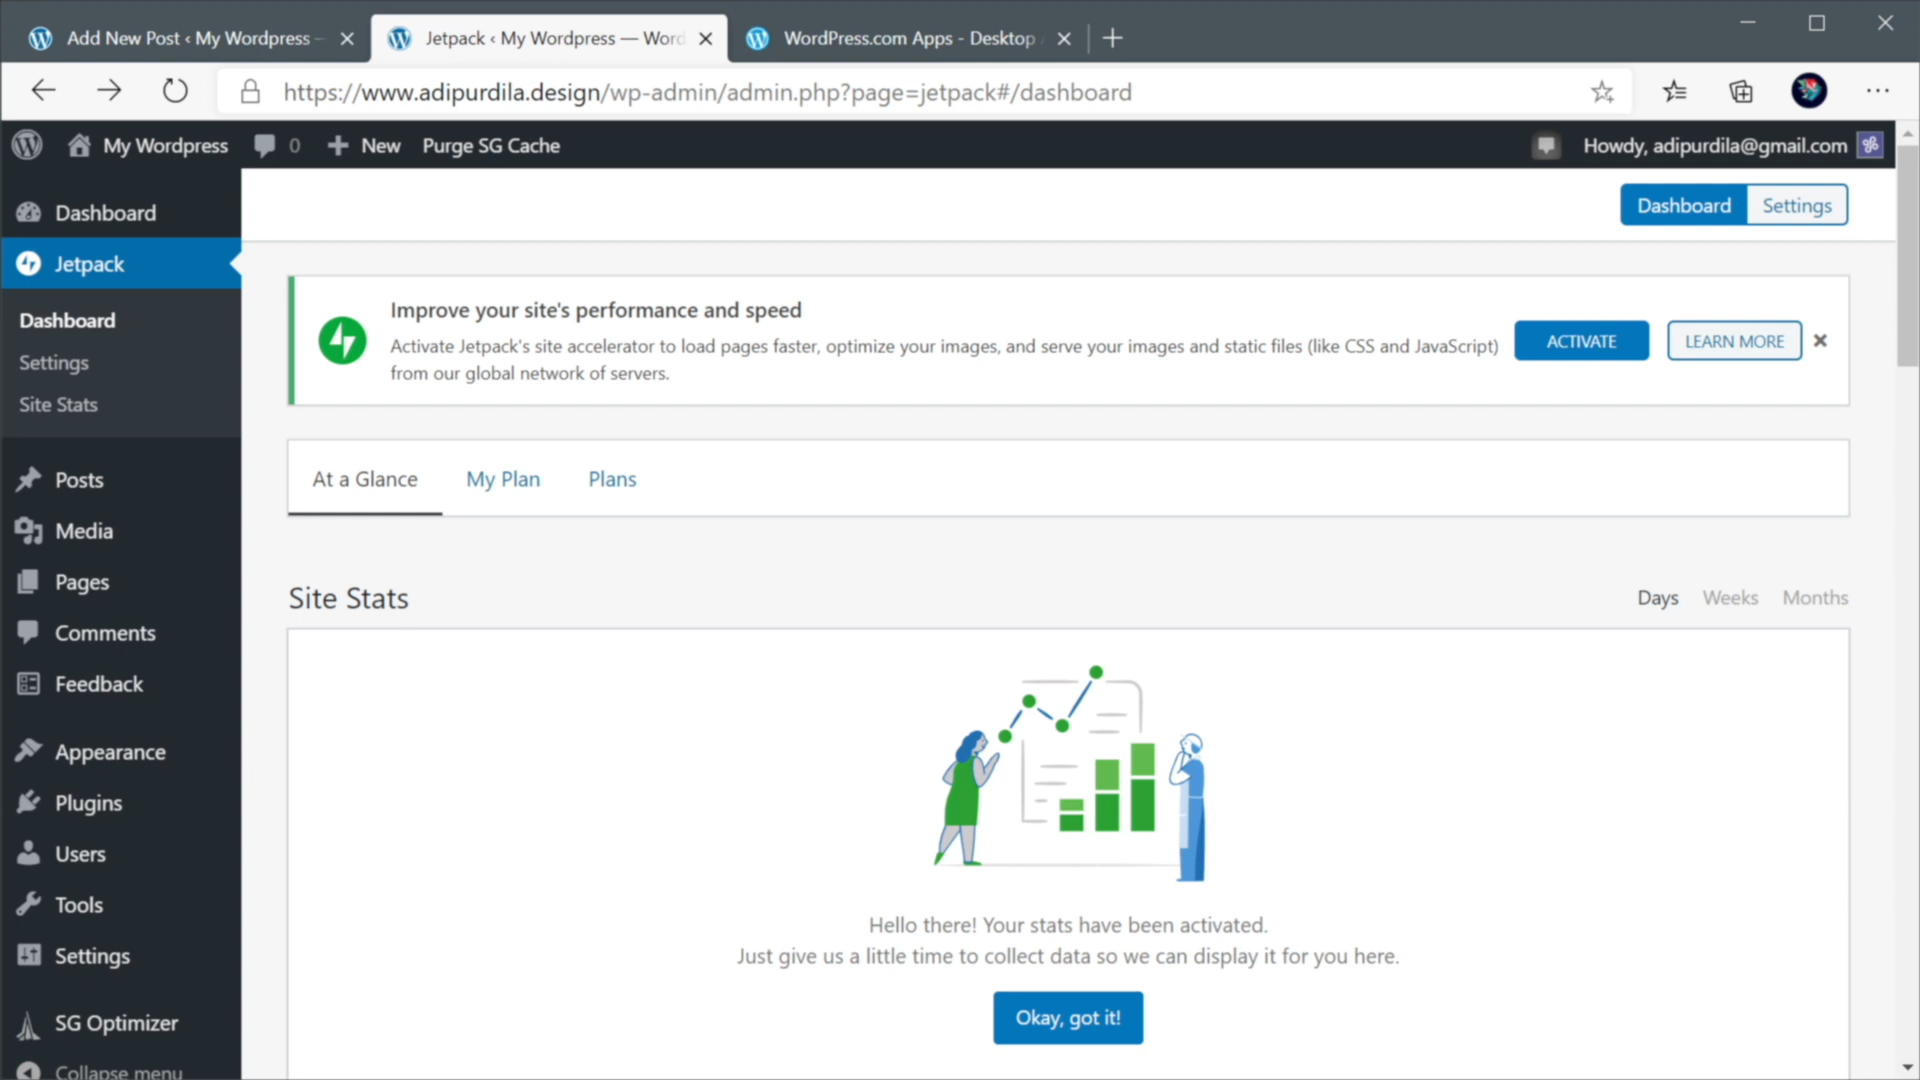 Add New Post ‹ My Wordpress
Jetpack ‹ My Wordpress — Word
WordPress.com Apps - Desktop
https://www.adipurdila.design/wp-admin/admin.php?page=jetpack#/dashboard
My Wordpress 0 New Purge SG Cache
Howdy, adipurdila@gmail.com
Dashboard
Jetpack
Dashboard
Settings
Site Stats
Posts
Media
Pages
Comments
Feedback
Appearance
Plugins
Users
Tools
Settings
SG Optimizer
Collapse menu
Dashboard Settings
Improve your site's performance and speed
Activate Jetpack's site accelerator to load pages faster, optimize your images, and serve your images and static files (like CSS and JavaScript)
from our global network of servers.
ACTIVATE LEARN MORE
At a Glance My Plan Plans
Site Stats
Days Weeks Months
Hello there! Your stats have been activated.
Just give us a little time to collect data so we can display it for you here.
Okay, got it!